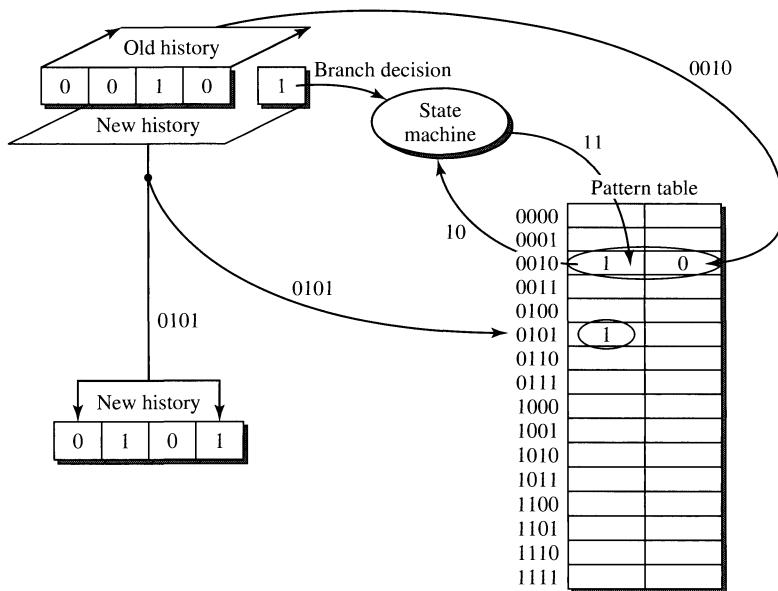 Old history
0 0 1 0 1
Branch decision
New history
State
machine
0010
11
10
Pattern table
0000
0001
0010 1 0
0011
0100
0101 1
0110
0111
1000
1001
1010
1011
1100
1101
1110
1111
0101
0101
New history
0 1 0 1